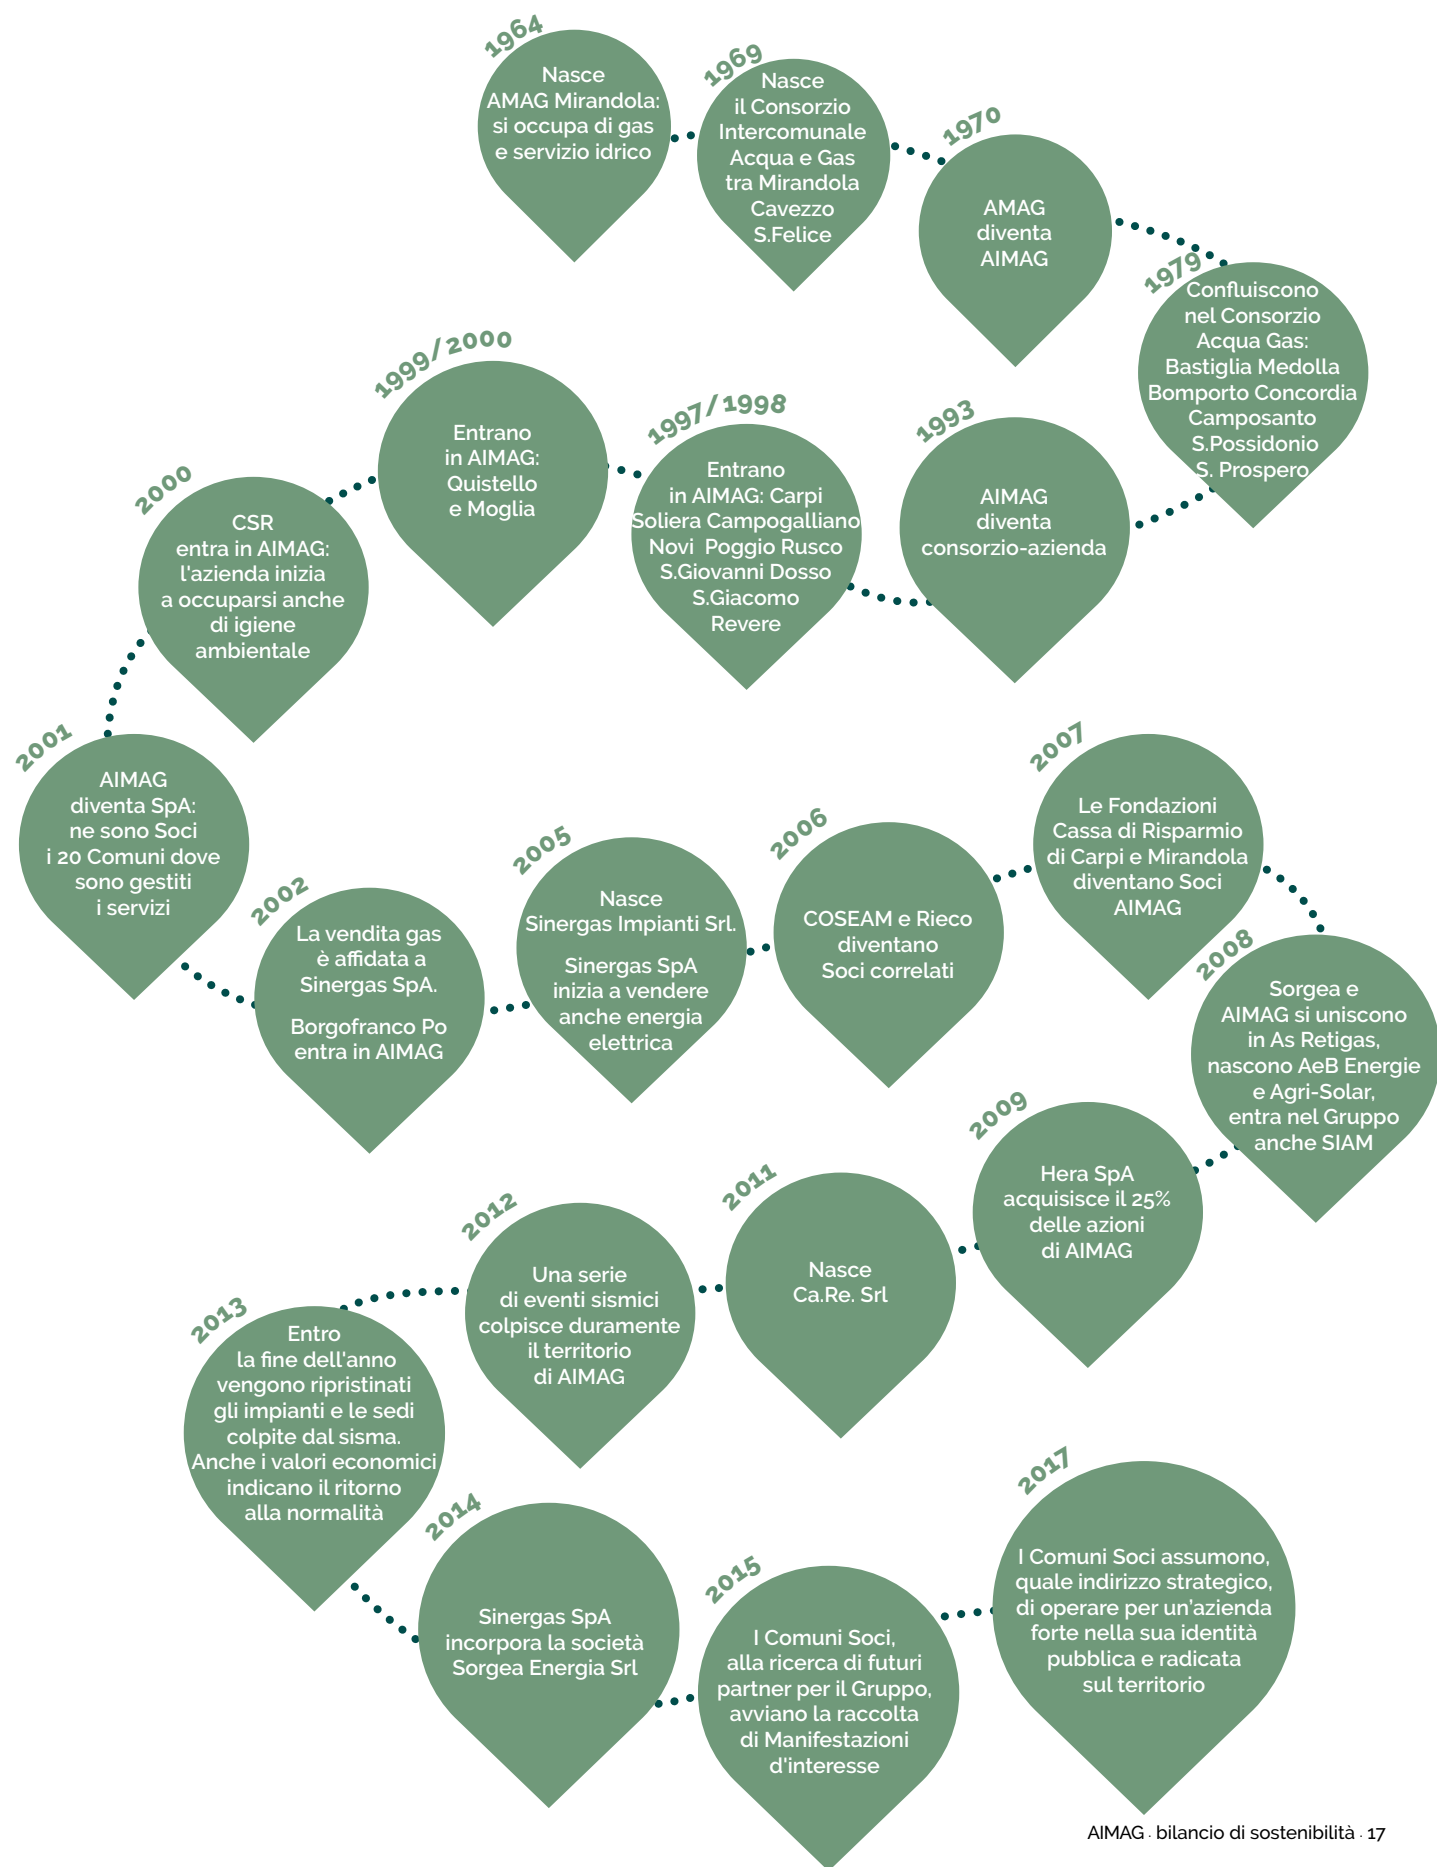 1964
Nasce
AMAG Mirandola:
si occupa di gas
e servizio idrico
1969
Nasce
il Consorzio
Intercomunale
Acqua e Gas
tra Mirandola
Cavezzo
S.Felice
1970
AMAG
diventa
AIMAG
1979
Confluiscono
nel Consorzio
Acqua Gas:
Bastiglia Medolla
Bomporto Concordia
Camposanto
S.Possidonio
S. Prospero
1993
AIMAG
diventa
consorzio-azienda
1997/1998
Entrano
in AIMAG: Carpi
Soliera Campogalliano
Novi Poggio Rusco
S.Giovanni Dosso
S.Giacomo
Revere
1999/2000
Entrano
in AIMAG:
Quistello
e Moglia
2000
CSR
entra in AIMAG:
l'azienda inizia
a occuparsi anche
di igiene
ambientale
2001
AIMAG
diventa SpA:
ne sono Soci
i 20 Comuni dove
sono gestiti
i servizi
2002
La vendita gas
è affidata a
Sinergas SpA.
Borgofranco Po
entra in AIMAG
2005
Nasce
Sinergas Impianti Srl.
Sinergas SpA
inizia a vendere
anche energia
elettrica
2006
COSEAM e Rieco
diventano
Soci correlati
2007
Le Fondazioni
Cassa di Risparmio
di Carpi e Mirandola
diventano Soci
AIMAG
2008
Sorgea e
AIMAG si uniscono
in As Retigas,
nascono AeB Energie
e Agri-Solar,
entra nel Gruppo
anche SIAM
2009
Hera SpA
acquisisce il 25%
delle azioni
di AIMAG
2011
Nasce
Ca.Re. Srl
2012
Una serie
di eventi sismici
colpisce duramente
il territorio
di AIMAG
2013
Entro
la fine dell'anno
vengono ripristinati
gli impianti e le sedi
colpite dal sisma.
Anche i valori economici
indicano il ritorno
alla normalità
2014
Sinergas SpA
incorpora la società
Sorgea Energia Srl
2015
I Comuni Soci,
alla ricerca di futuri
partner per il Gruppo,
avviano la raccolta
di Manifestazioni
d'interesse
2017
I Comuni Soci assumono,
quale indirizzo strategico,
di operare per un'azienda
forte nella sua identità
pubblica e radicata
sul territorio
AIMAG · bilancio di sostenibilità · 17